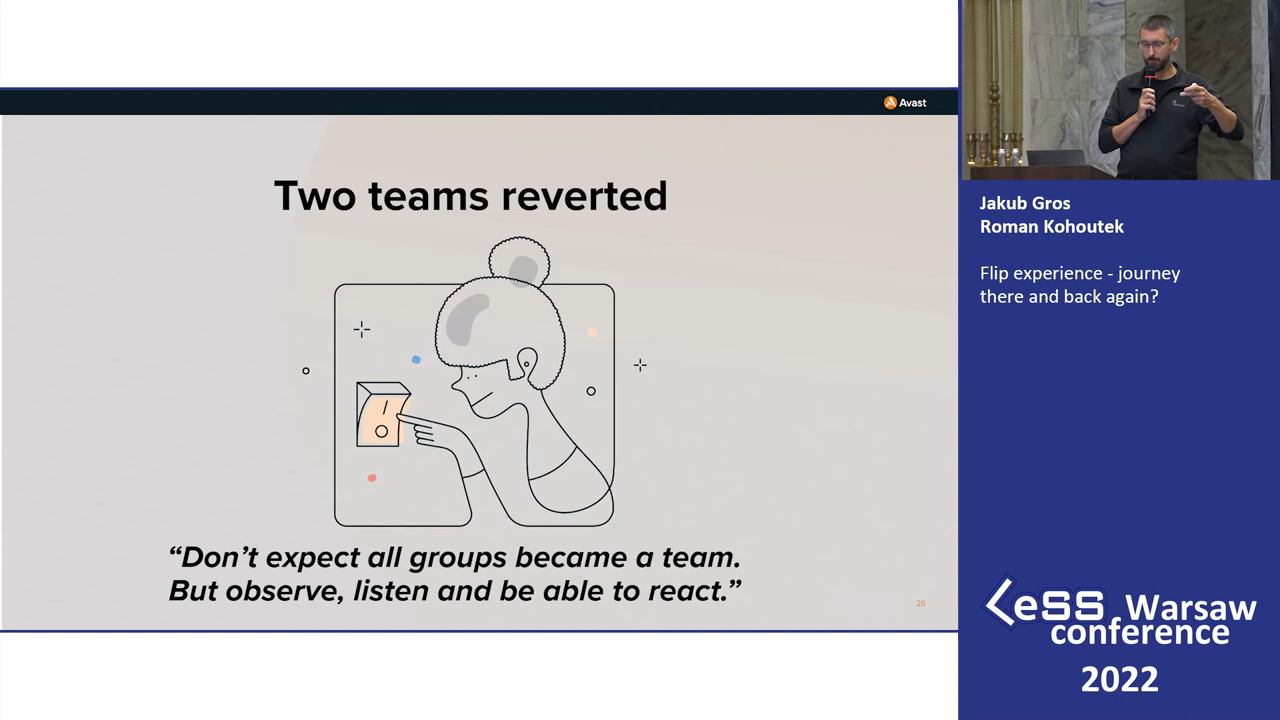 Avast
Two teams reverted
“Don’t expect all groups became a team.
But observe, listen and be able to react.”
28
Jakub Gros
Roman Kohoutek
Flip experience - journey
there and back again?
LeSS Warsaw
conference
2022